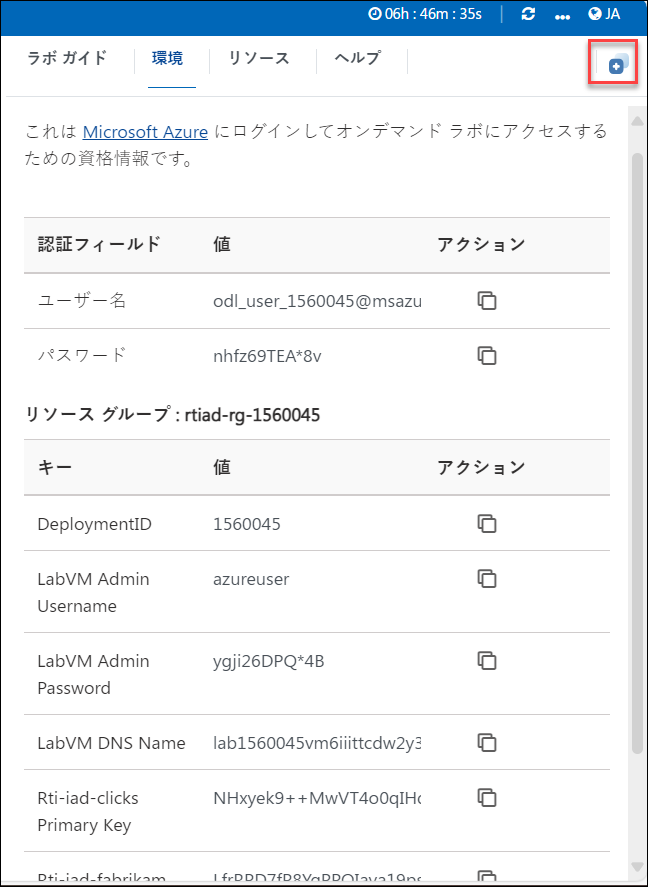 06h : 46m : 35s JA
ラボ ガイド 環境 リソース ヘルプ
これは Microsoft Azure にログインしてオンデマンド ラボにアクセスする
ための資格情報です。
認証フィールド 値 アクション
ユーザー名 odl_user_1560045@msazu
パスワード nhfz69TEA*8v
リソース グループ : rtiad-rg-1560045
キー 値 アクション
DeploymentID 1560045
LabVM Admin azureuser
Username
LabVM Admin ygji26DPQ*4B
Password
LabVM DNS Name lab1560045vm6iiittcdw2y3
Rti-iad-clicks NHxyek9++MwVT4o0qIHc
Primary Key
Rti-iad-fabrikam